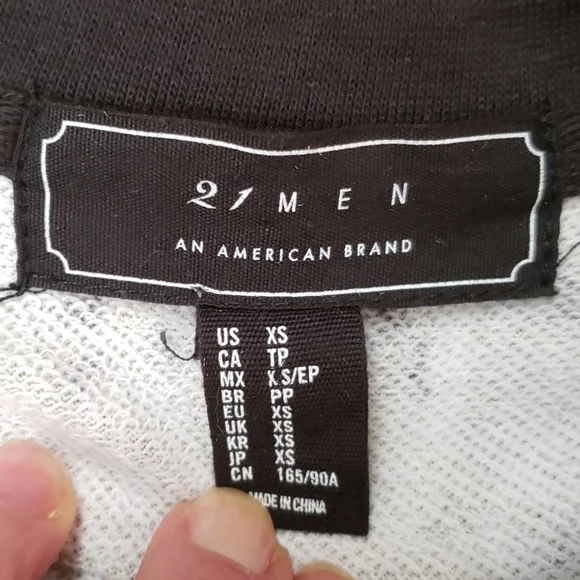 21 MEN
AN AMERICAN BRAND
US XS
CA TP
MX XS/EP
BR PP
EU XS
UK XS
KR XS
JP XS
CN 165/90A
MADE IN CHINA